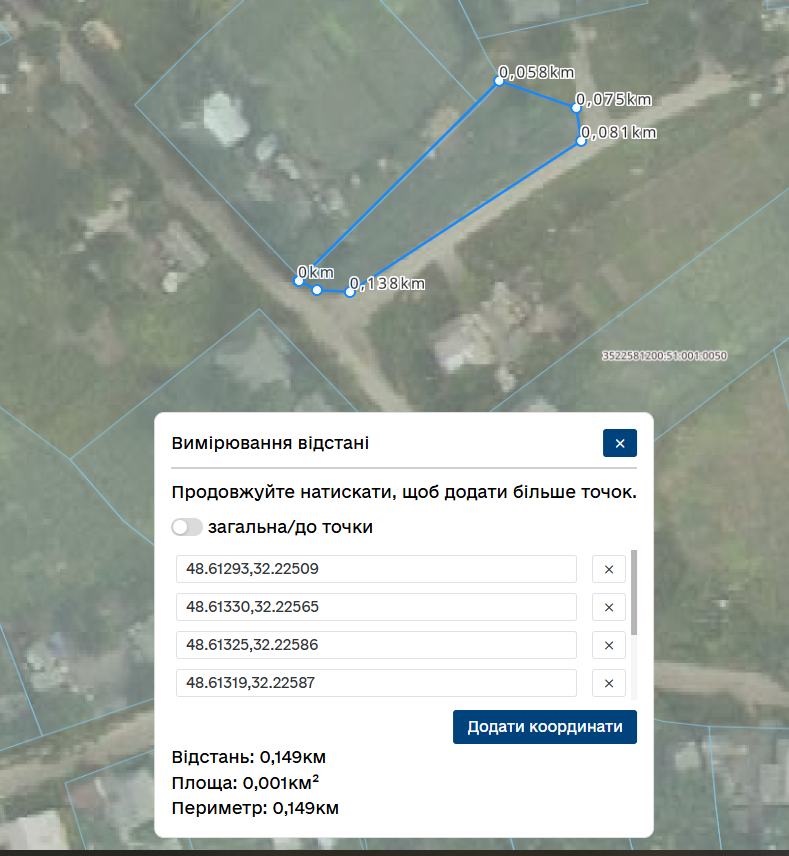 0,058km
0,075km
0,081km
0km
0,138km
3522581200:51:001:0050
Вимірювання відстані
Продовжуйте натискати, щоб додати більше точок.
загальна/до точки
48.61293,32.22509
48.61330,32.22565
48.61325,32.22586
48.61319,32.22587
Додати координати
Відстань: 0,149км
Площа: 0,001км²
Периметр: 0,149км